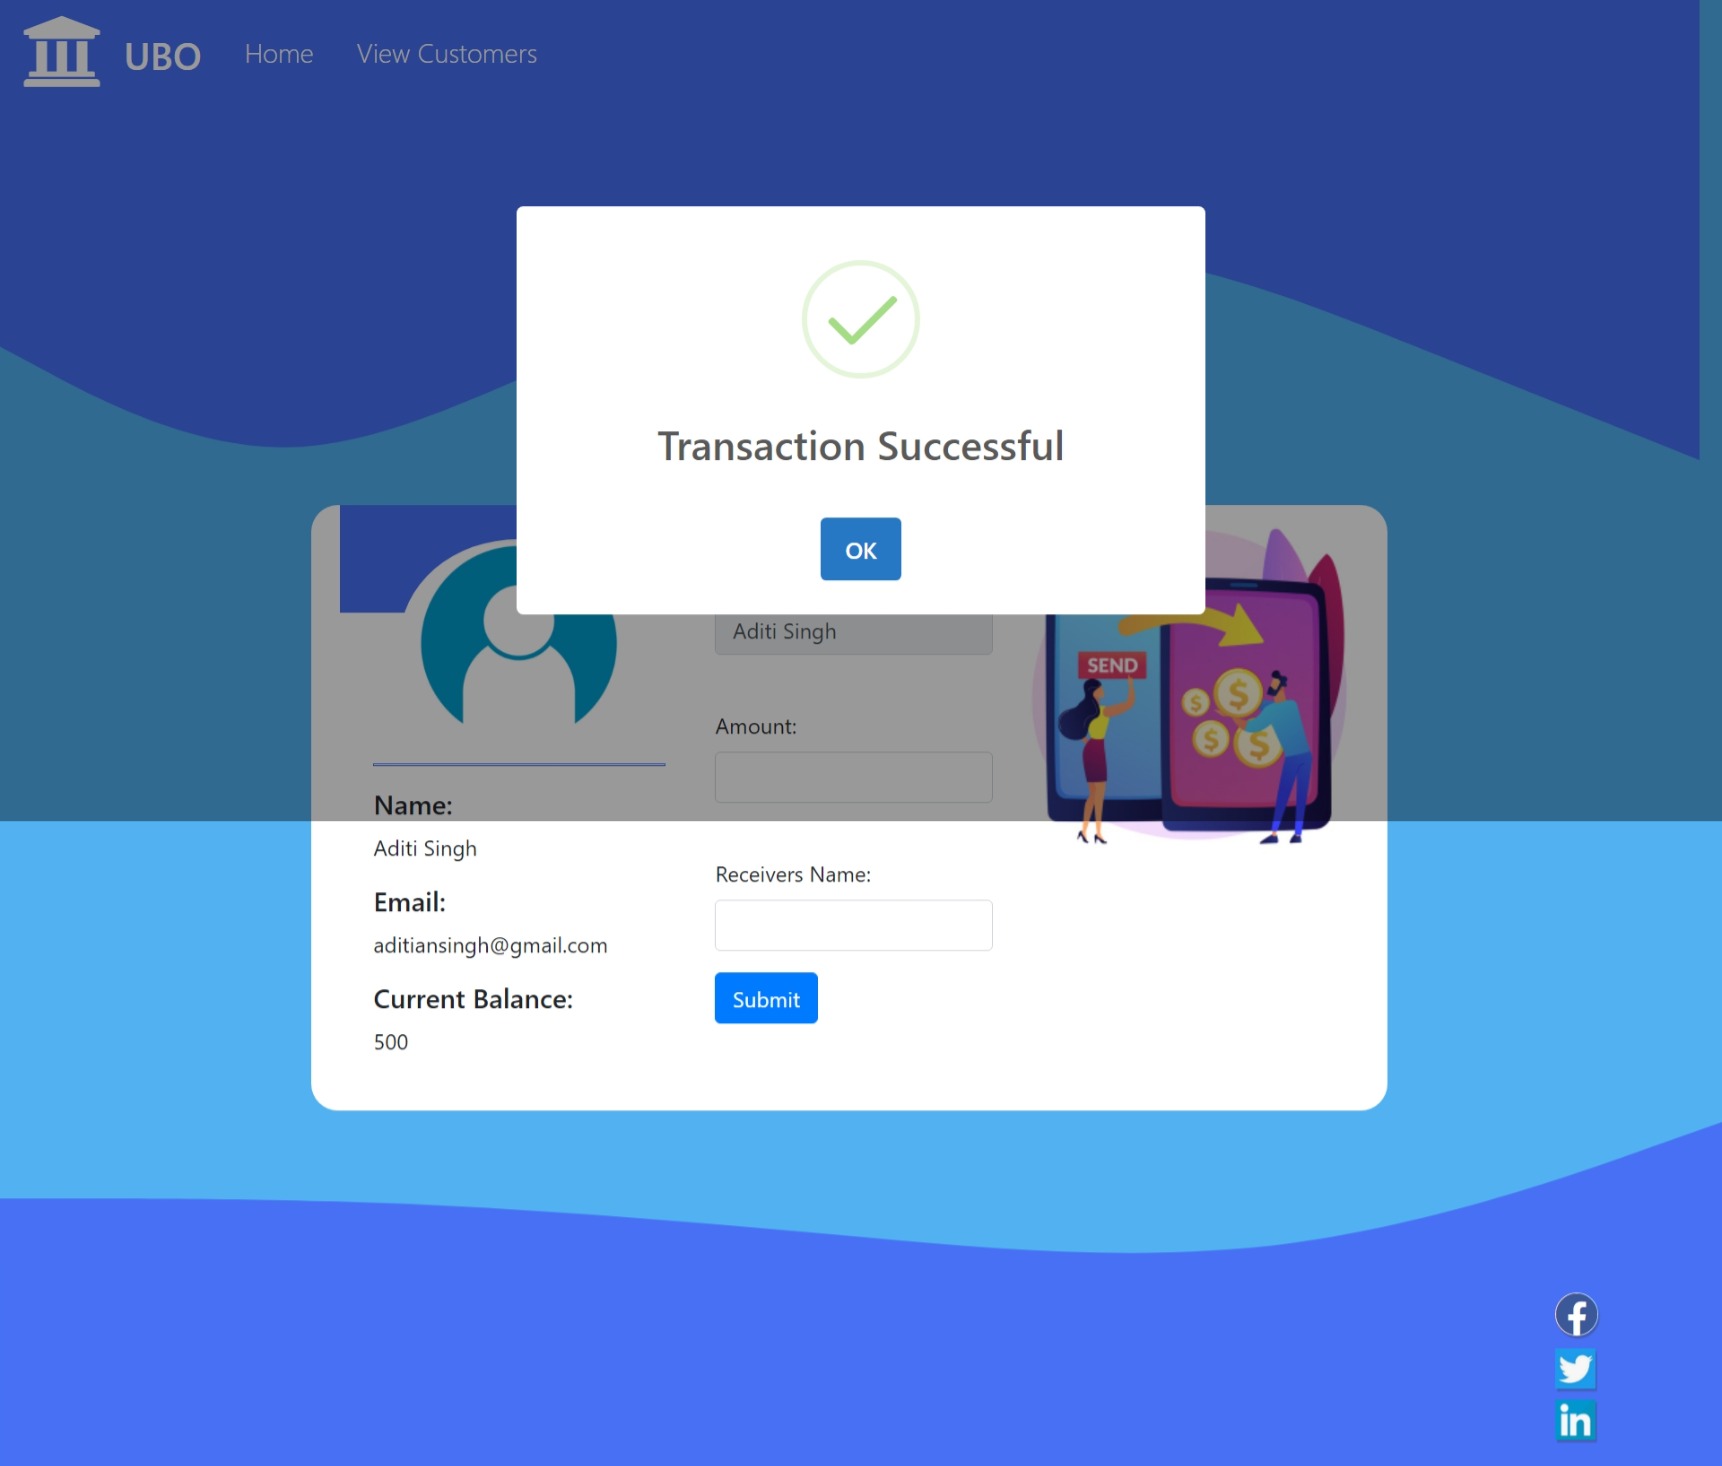 UBO
Home
View Customers
Transaction Successful
OK
Aditi Singh
SEND
Amount:
Name:
Aditi Singh
Receivers Name:
Email:
aditiansingh@gmail.com
Current Balance:
Submit
500